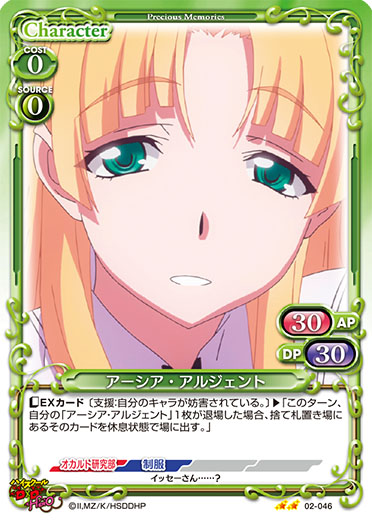 Precious Memories
Character
COST
0
SOURCE
0
30 AP
DP 30
アーシア・アルジェント
EXカード〔支援:自分のキャラが妨害されている。〕▶「このターン、
自分の「アーシア・アルジェント」1枚が退場した場合、捨て札置き場に
あるそのカードを休息状態で場に出す。」
オカルト研究部 制服
イッセーさん……?
©II,MZ/K/HSDDHP
02-046